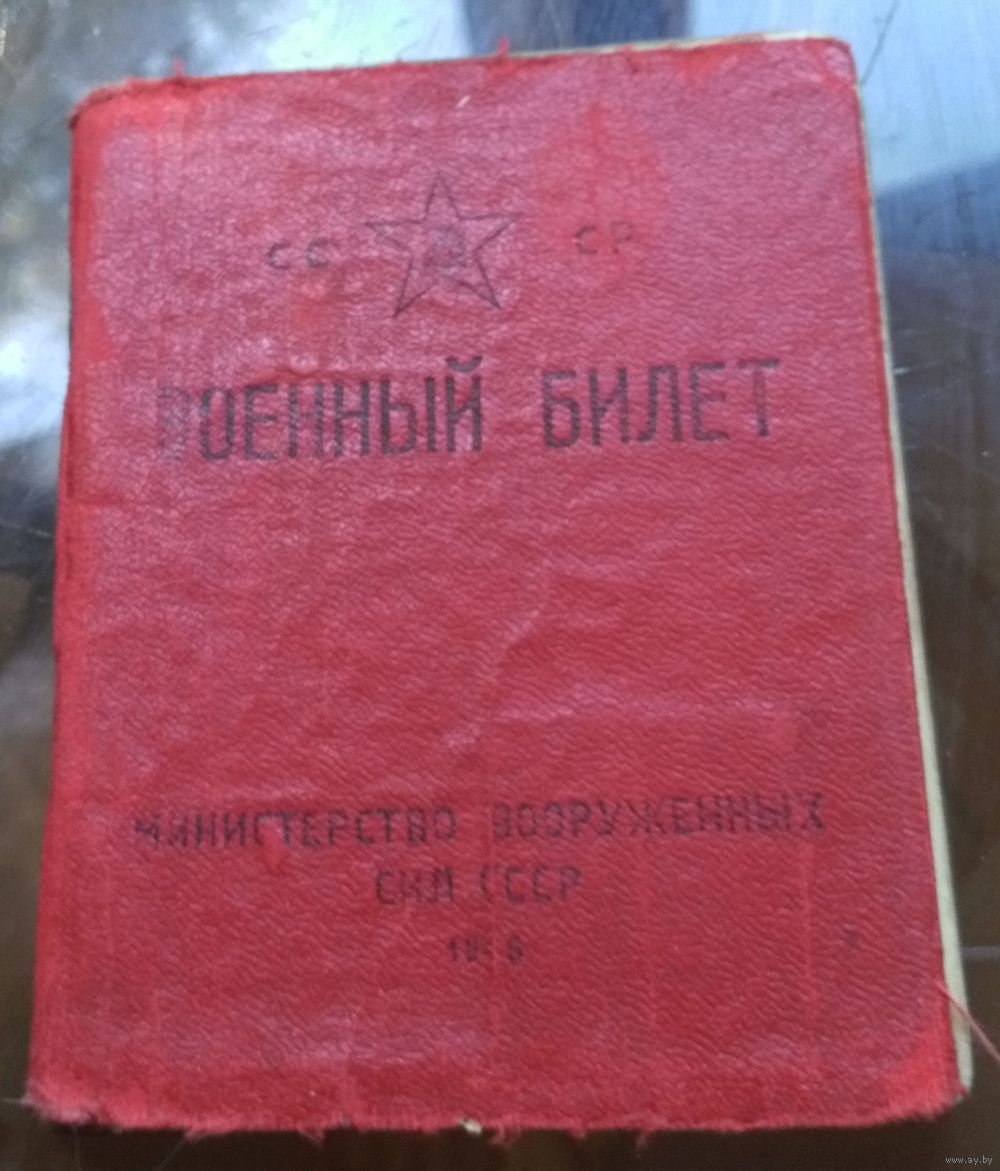 СС СР
ВОЕННЫЙ БИЛЕТ
МИНИСТЕРСТВО ВООРУЖЕННЫХ
СИЛ СССР
www.ay.by